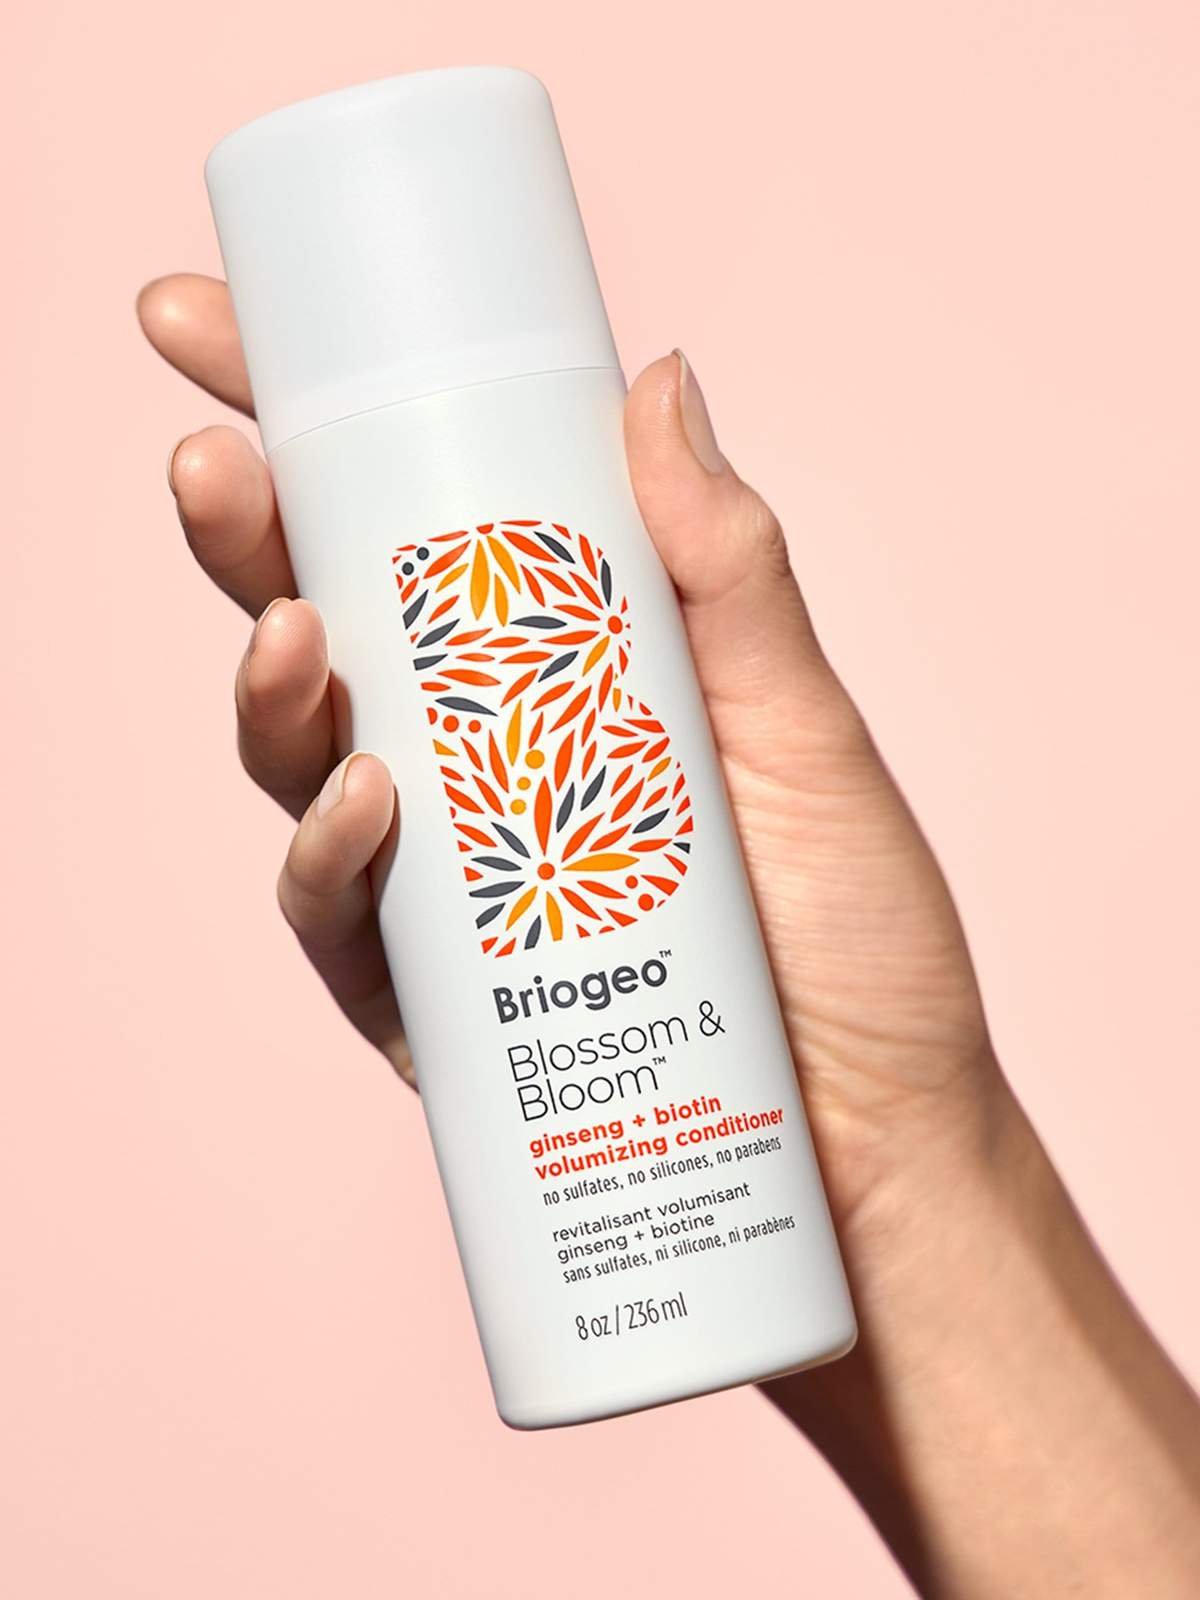 Briogeo™
Blossom &
Bloom™
ginseng + biotin
volumizing conditioner
no sulfates, no silicones, no parabens
revitalisant volumisant
ginseng + biotine
sans sulfates, ni silicone, ni parabènes
8 oz / 236 ml